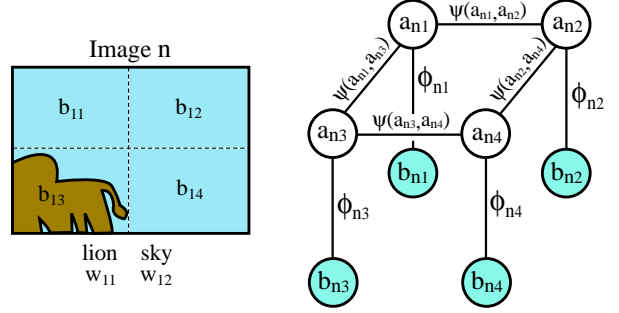 Image n
b₁₁ b₁₂
b₁₃ b₁₄
lion sky
w₁₁ w₁₂
aₙ₁ ψ(aₙ₁,aₙ₂) aₙ₂
ψ(aₙ₁,aₙ₃) ϕₙ₁ ψ(aₙ₂,aₙ₄) ϕₙ₂
aₙ₃ ψ(aₙ₃,aₙ₄) aₙ₄
bₙ₁ bₙ₂
ϕₙ₃ ϕₙ₄
bₙ₃ bₙ₄